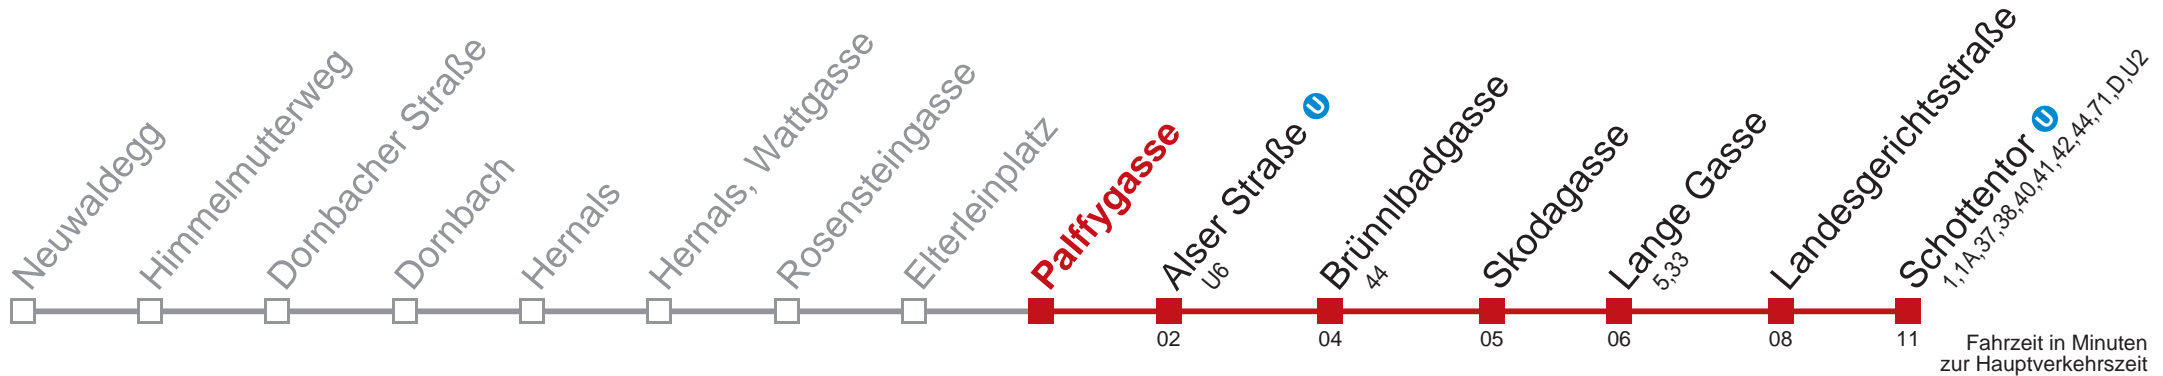 Neuwaldegg
Himmelmutterweg
Dornbacher Straße
Dornbach
Hernals
Hernals, Wattgasse
Rosensteingasse
Elterleinplatz
Palffygasse
Alser Straße U
U6
Brünnlbadgasse
44
Skodagasse
Lange Gasse
5,33
Landesgerichtsstraße
Schottentor U
1,1A,37,38,40,41,42,44,71,D,U2
02
04
05
06
08
11
Fahrzeit in Minuten
zur Hauptverkehrszeit